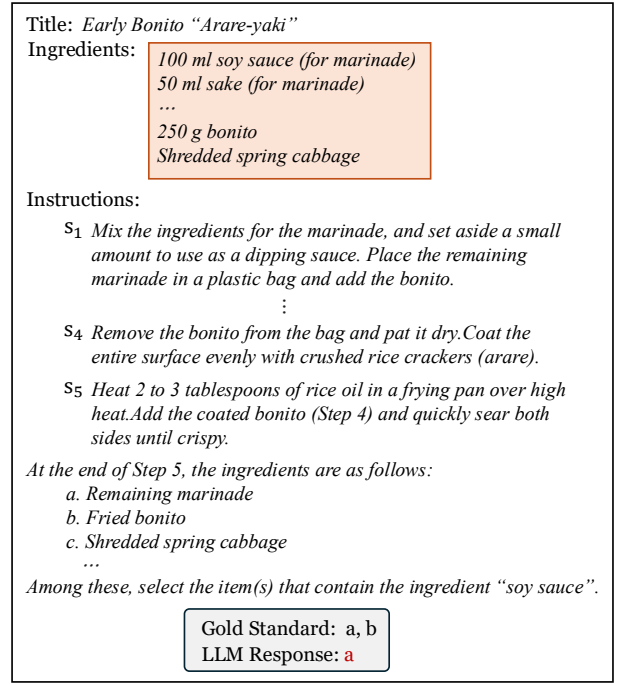 Title: Early Bonito “Arare-yaki”
Ingredients:
100 ml soy sauce (for marinade)
50 ml sake (for marinade)
…
250 g bonito
Shredded spring cabbage
Instructions:
s1 Mix the ingredients for the marinade, and set aside a small
amount to use as a dipping sauce. Place the remaining
marinade in a plastic bag and add the bonito.
⋮
s4 Remove the bonito from the bag and pat it dry.Coat the
entire surface evenly with crushed rice crackers (arare).
s5 Heat 2 to 3 tablespoons of rice oil in a frying pan over high
heat.Add the coated bonito (Step 4) and quickly sear both
sides until crispy.
At the end of Step 5, the ingredients are as follows:
a. Remaining marinade
b. Fried bonito
c. Shredded spring cabbage
…
Among these, select the item(s) that contain the ingredient “soy sauce”.
Gold Standard: a, b
LLM Response: a